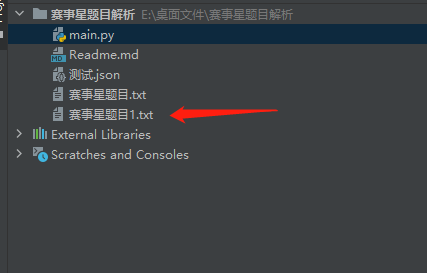 赛事星题目解析 E:\桌面文件\赛事星题目解析
main.py
Readme.md
测试.json
赛事星题目.txt
赛事星题目1.txt
External Libraries
Scratches and Consoles